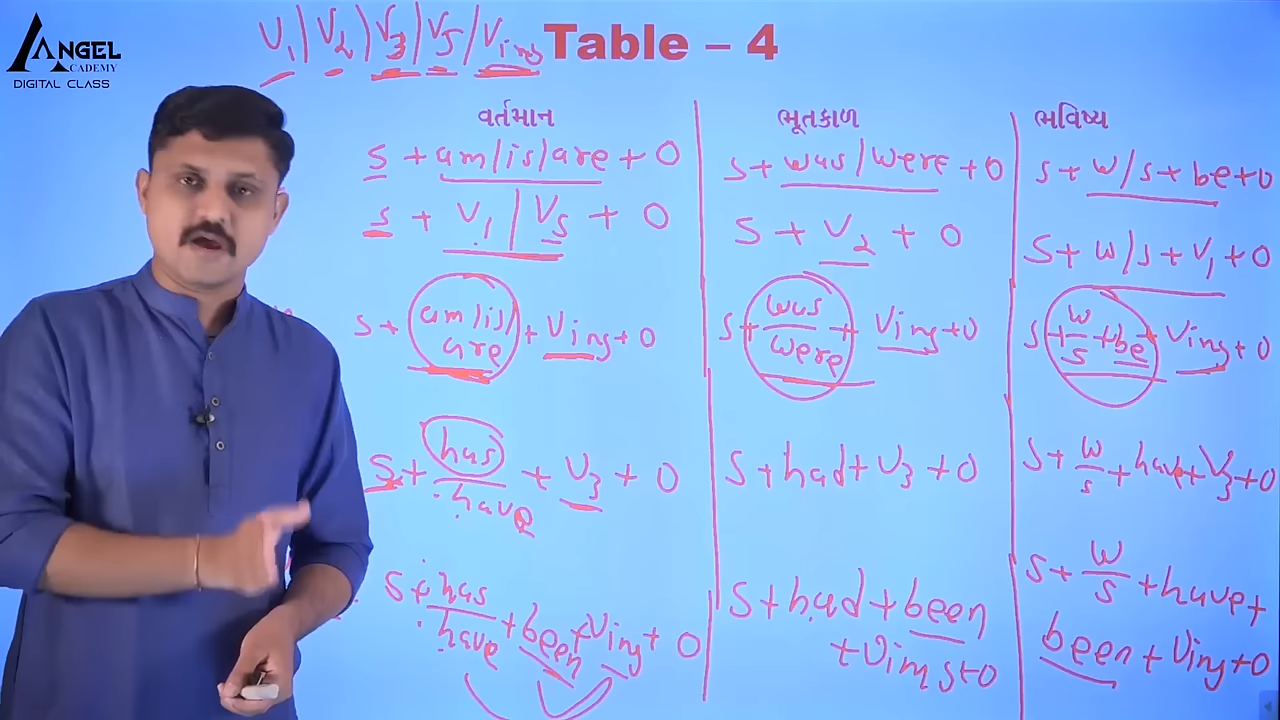 ANGEL
ACADEMY
DIGITAL CLASS
V1 | V2 | V3 | V5 | Ving
Table – 4
વર્તમાન
S + am/is/are + O
S + V1 | V5 + O
S + am/is/are + Ving + O
S + has/have + V3 + O
S + has/have + been + Ving + O
ભૂતકાળ
S + was/were + O
S + V2 + O
S + was/were + Ving + O
S + had + V3 + O
S + had + been
+ Ving + O
ભવિષ્ય
S + w/s + be + O
S + w/s + V1 + O
S + w/s + be + Ving + O
S + w/s + have + V3 + O
S + w/s + have +
been + Ving + O